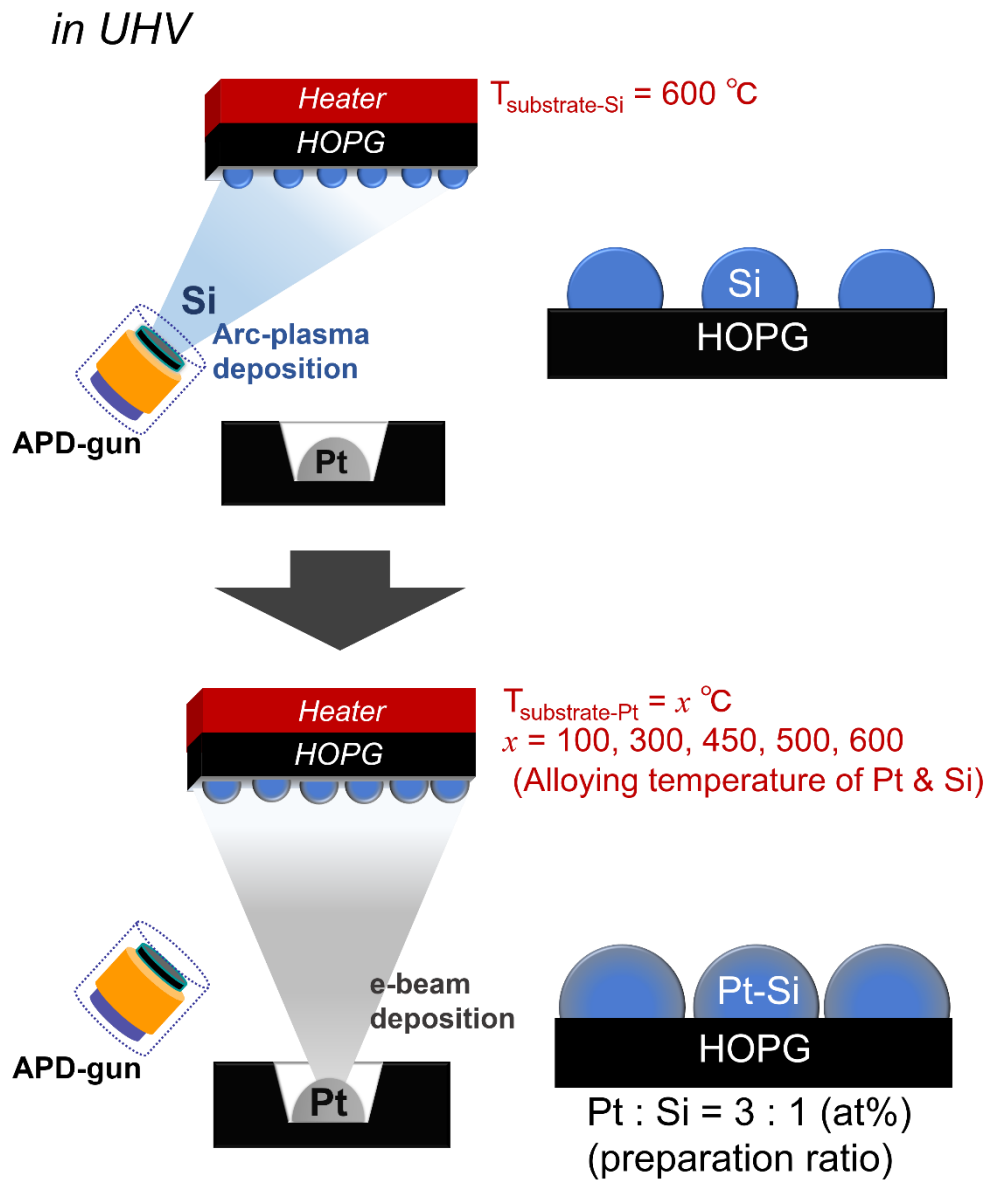 in UHV
Heater
HOPG
T_substrate-Si = 600 ℃
Si
Arc-plasma
deposition
APD-gun
Pt
Si
HOPG
Heater
HOPG
T_substrate-Pt = x ℃
x = 100, 300, 450, 500, 600
(Alloying temperature of Pt & Si)
e-beam
deposition
APD-gun
Pt
Pt-Si
HOPG
Pt : Si = 3 : 1 (at%)
(preparation ratio)